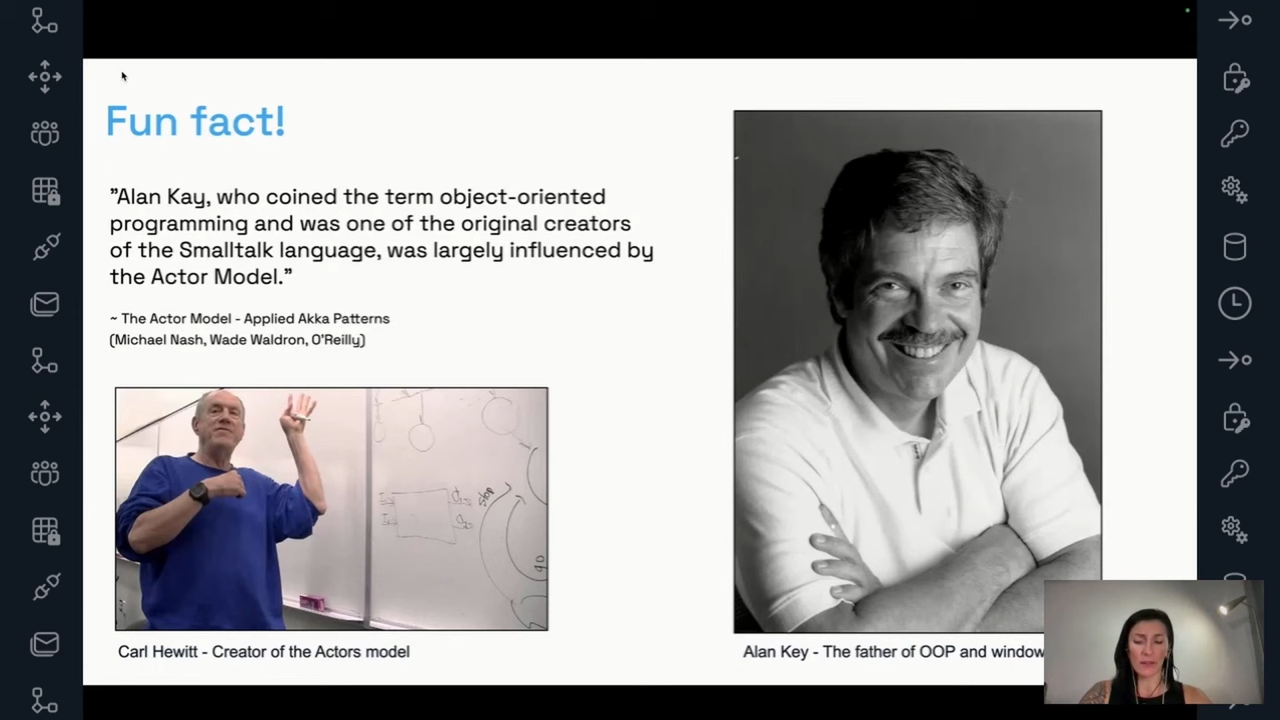 Fun fact!
”Alan Kay, who coined the term object-oriented
programming and was one of the original creators
of the Smalltalk language, was largely influenced by
the Actor Model.”
~ The Actor Model - Applied Akka Patterns
(Michael Nash, Wade Waldron, O’Reilly)
stop
go
Carl Hewitt - Creator of the Actors model
Alan Key - The father of OOP and window